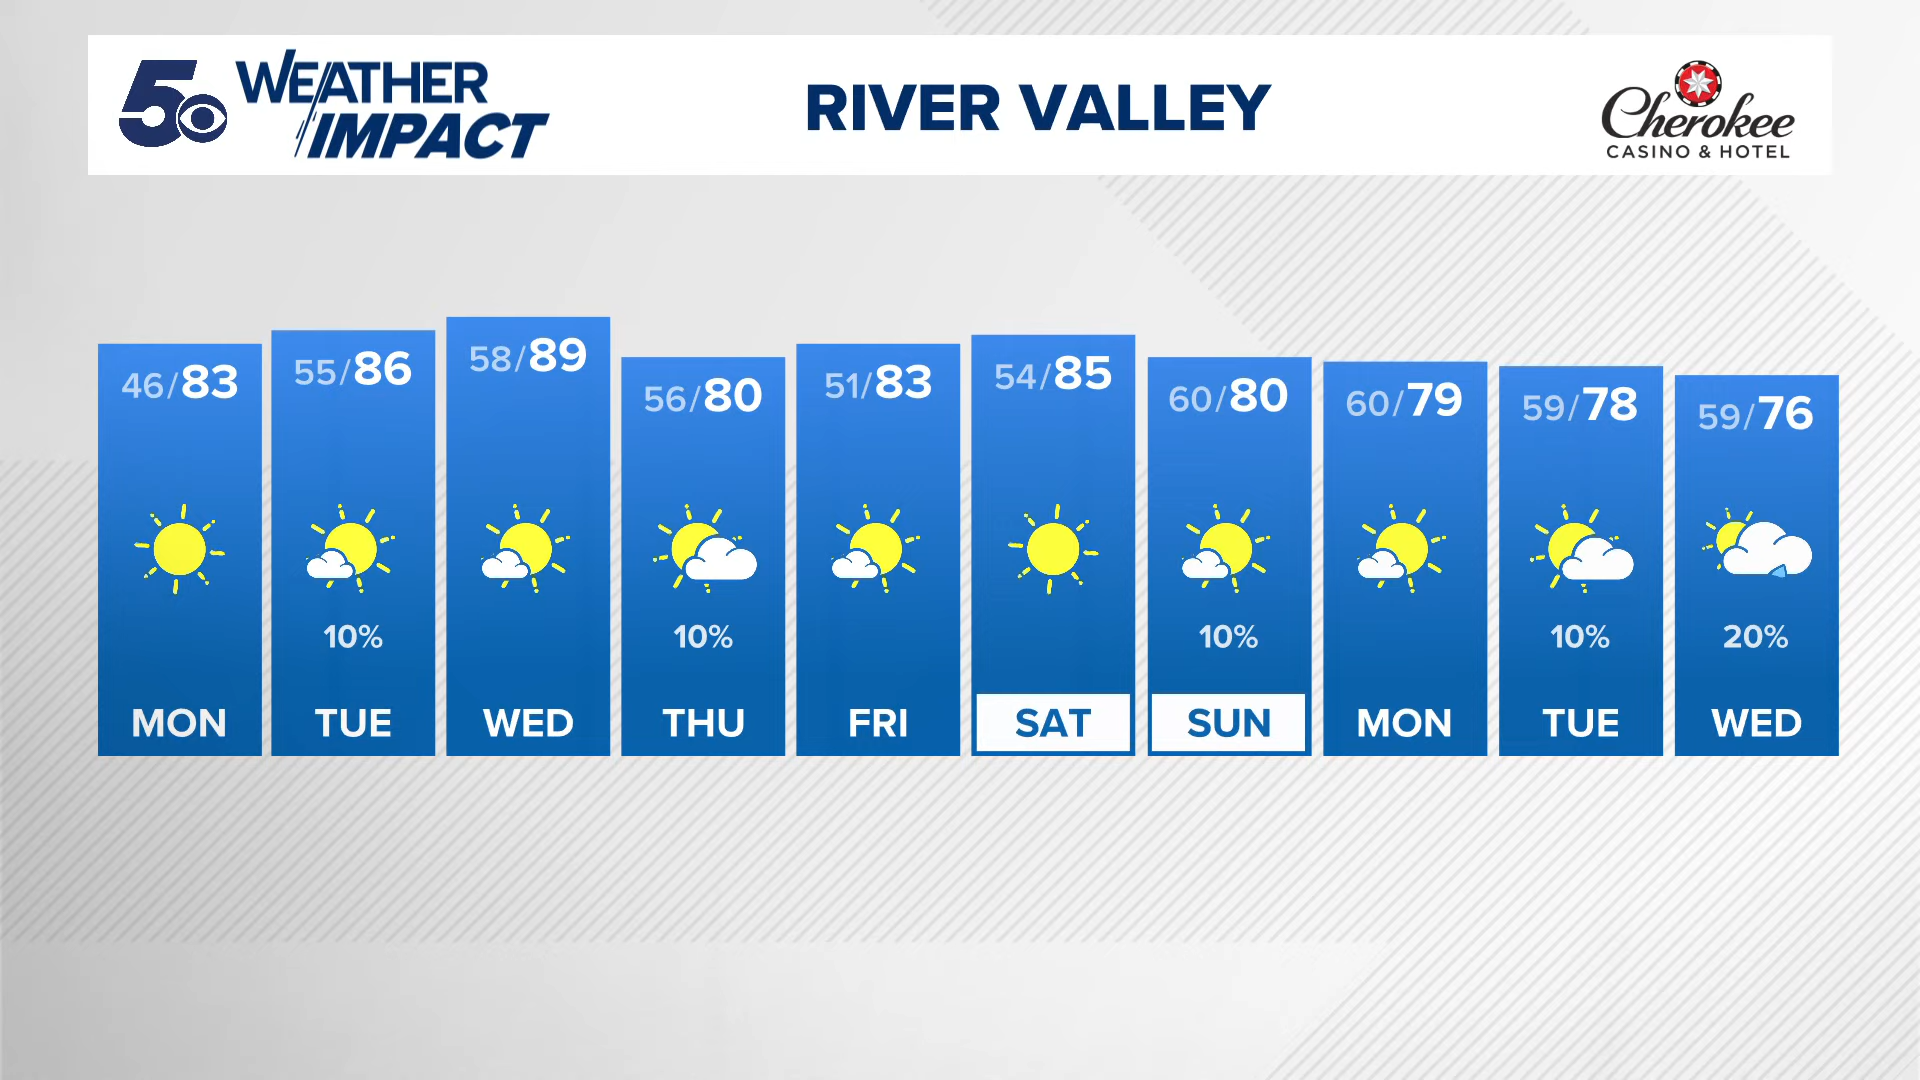 5 WEATHER IMPACT
RIVER VALLEY
Cherokee
CASINO & HOTEL
46/83 55/86 58/89 56/80 51/83 54/85 60/80 60/79 59/78 59/76
10% 10% 10% 10% 20%
MON TUE WED THU FRI SAT SUN MON TUE WED